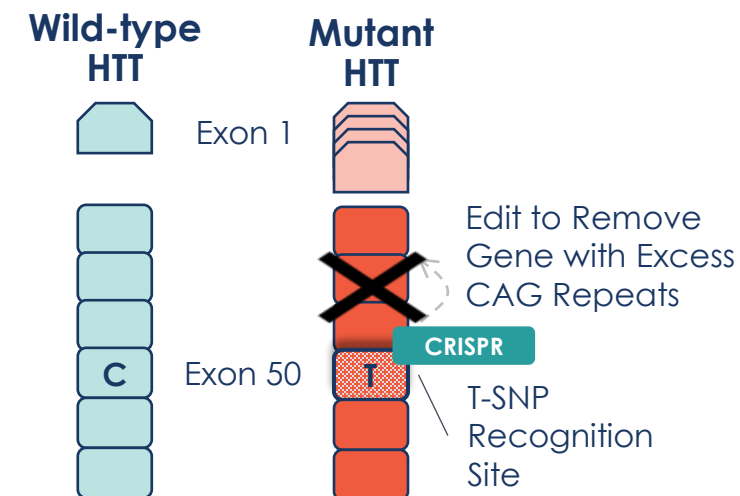 Wild-type
HTT
Mutant
HTT
Exon 1
Edit to Remove
Gene with Excess
CAG Repeats
CRISPR
C
Exon 50
T
T-SNP
Recognition
Site